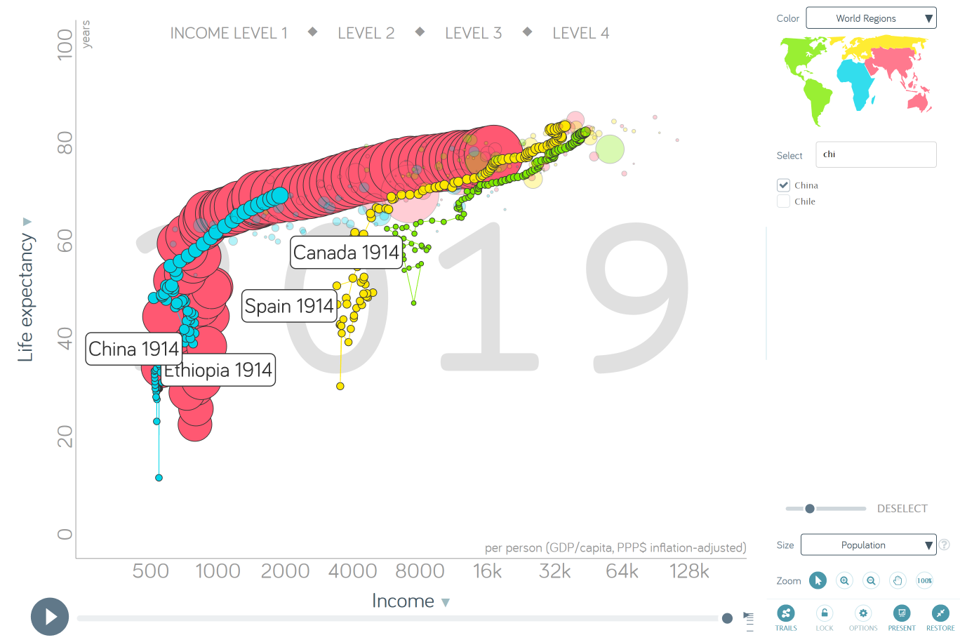 INCOME LEVEL 1 ◆ LEVEL 2 ◆ LEVEL 3 ◆ LEVEL 4
years
100
80
60
40
20
0
Life expectancy ▼
2019
Canada 1914
Spain 1914
China 1914
Ethiopia 1914
per person (GDP/capita, PPP$ inflation-adjusted)
500 1000 2000 4000 8000 16k 32k 64k 128k
Income ▼
Color World Regions ▼
Select chi
China
Chile
DESELECT
Size Population ▼ ?
Zoom 100%
TRAILS LOCK OPTIONS PRESENT RESTORE